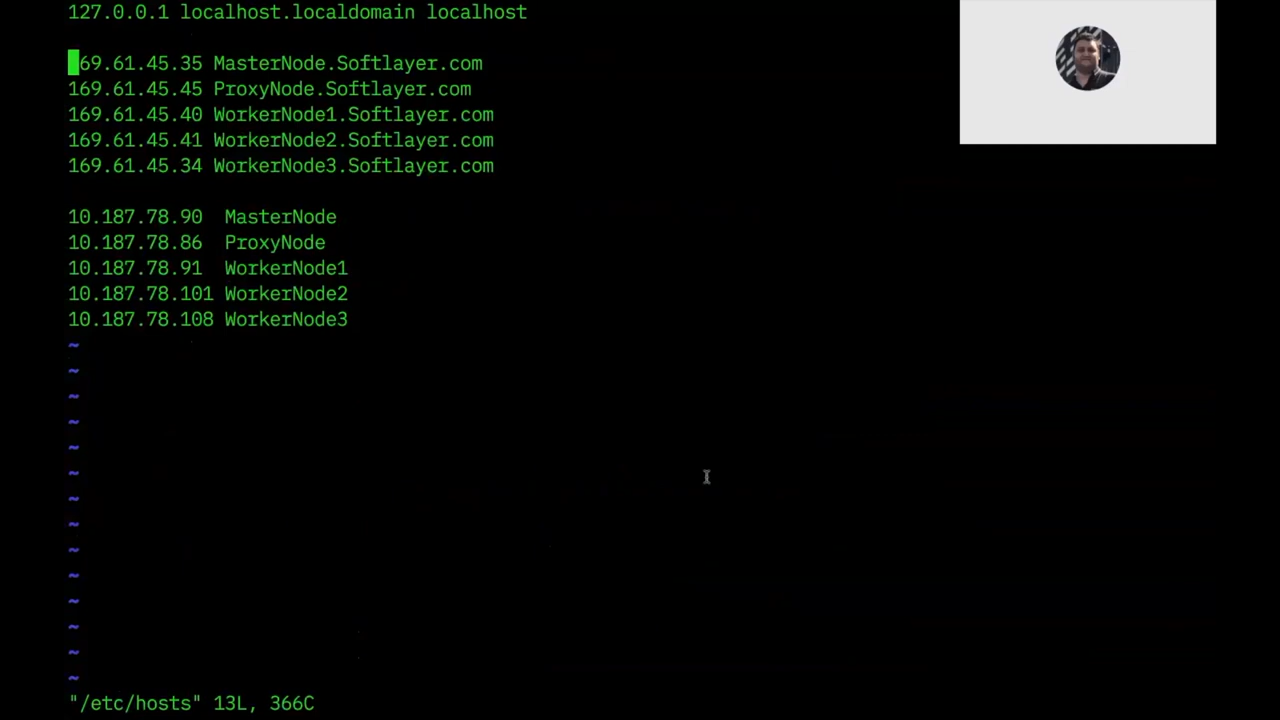 127.0.0.1 localhost.localdomain localhost
69.61.45.35 MasterNode.Softlayer.com
169.61.45.45 ProxyNode.Softlayer.com
169.61.45.40 WorkerNode1.Softlayer.com
169.61.45.41 WorkerNode2.Softlayer.com
169.61.45.34 WorkerNode3.Softlayer.com
10.187.78.90  MasterNode
10.187.78.86  ProxyNode
10.187.78.91  WorkerNode1
10.187.78.101 WorkerNode2
10.187.78.108 WorkerNode3
~
~
~
~
~
~
~
~
~
~
~
~
~
~
"/etc/hosts" 13L, 366C